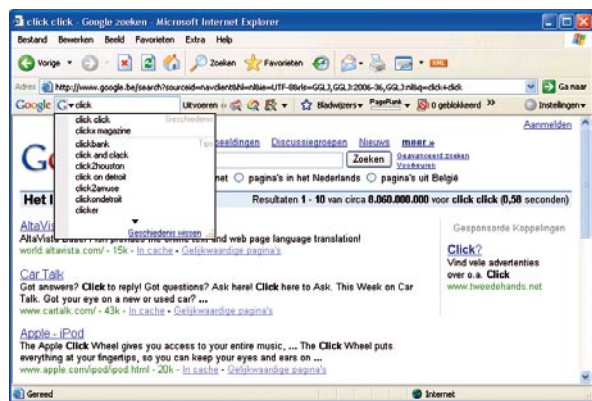 click click - Google zoeken - Microsoft Internet Explorer
Bestand Bewerken Beeld Favorieten Extra Help
Vorige Zoeken Favorieten
Adres http://www.google.be/search?sourceid=navclient&hl=nl&ie=UTF-8&rls=GGLJ,GGLJ:2006-36,GGLJ:nl&q=click+click Ga naar
Google G click Uitvoeren Bladwijzers PageRank 0 geblokkeerd Instellingen
Aanmelden
click click Geschiedenis
clickx magazine
clickbank Tips
click and clack
click2houston
click on detroit
click2amuse
clickondetroit
clicker
Geschiedenis wissen
beeldingen Discussiegroepen Nieuws meer »
Zoeken Geavanceerd zoeken
Voorkeuren
net pagina's in het Nederlands pagina's uit België
Het I Resultaten 1 - 10 van circa 8.060.000.000 voor click click (0,58 seconden)
AltaVis
AltaVista and web page language translation!
world.altavista.com/ - 15k - In cache - Gelijkwaardige pagina's
Car Talk
Got answers? Click to reply! Got questions? Ask here! Click here to Ask. This Week on Car
Talk. Got your eye on a new or used car? ...
www.cartalk.com/ - 43k - In cache - Gelijkwaardige pagina's
Apple - iPod
The Apple Click Wheel gives you access to your entire music, ... The Click Wheel puts
everything at your fingertips, so you can keep your eyes and ears on ...
www.apple.com/ipod/ipod.html - 20k - In cache - Gelijkwaardige pagina's
Gesponsorde Koppelingen
Click?
Vind vele advertenties
over o.a. Click
www.tweedehands.net
Gereed Internet